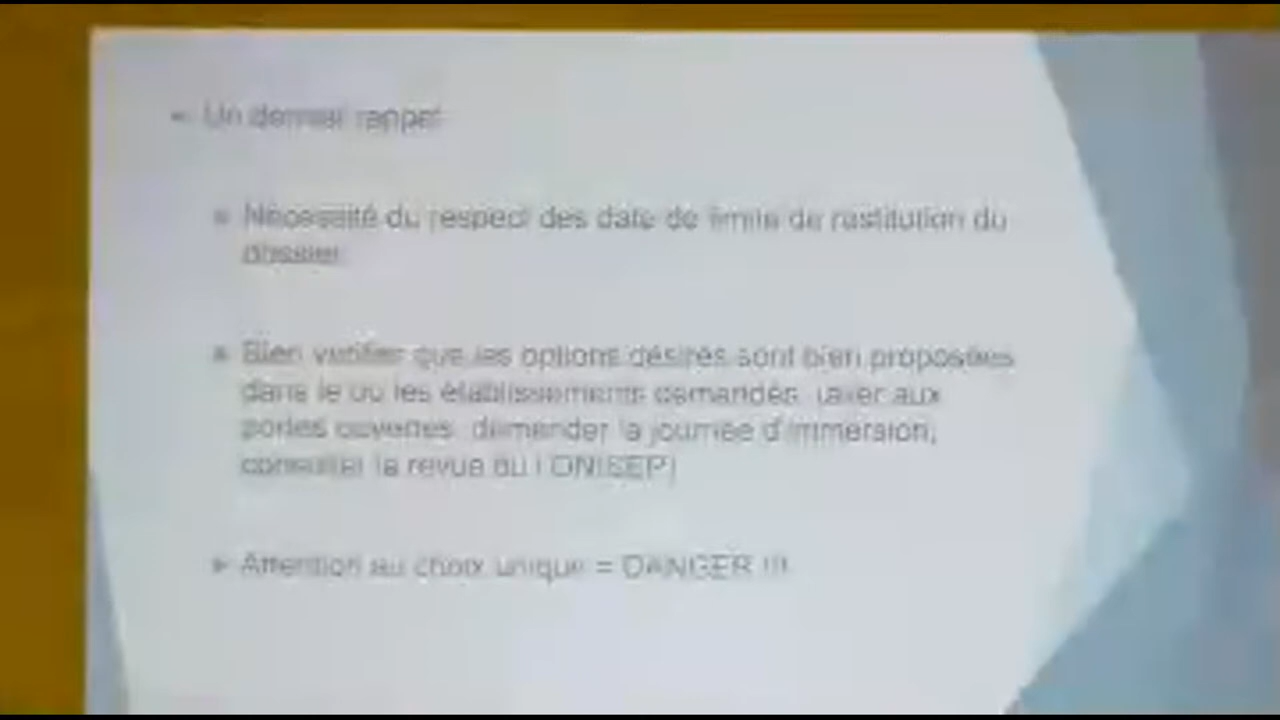 Un dernier rappel
Nécessité du respect des date de limite de restitution du
dossier
Bien vérifier que les options désirés sont bien proposées
dans le ou les établissements demandés aux
portes ouvertes demander la journée d'immersion,
consulter la revue du l ONISEP)
Attention au choix unique = DANGER !!!